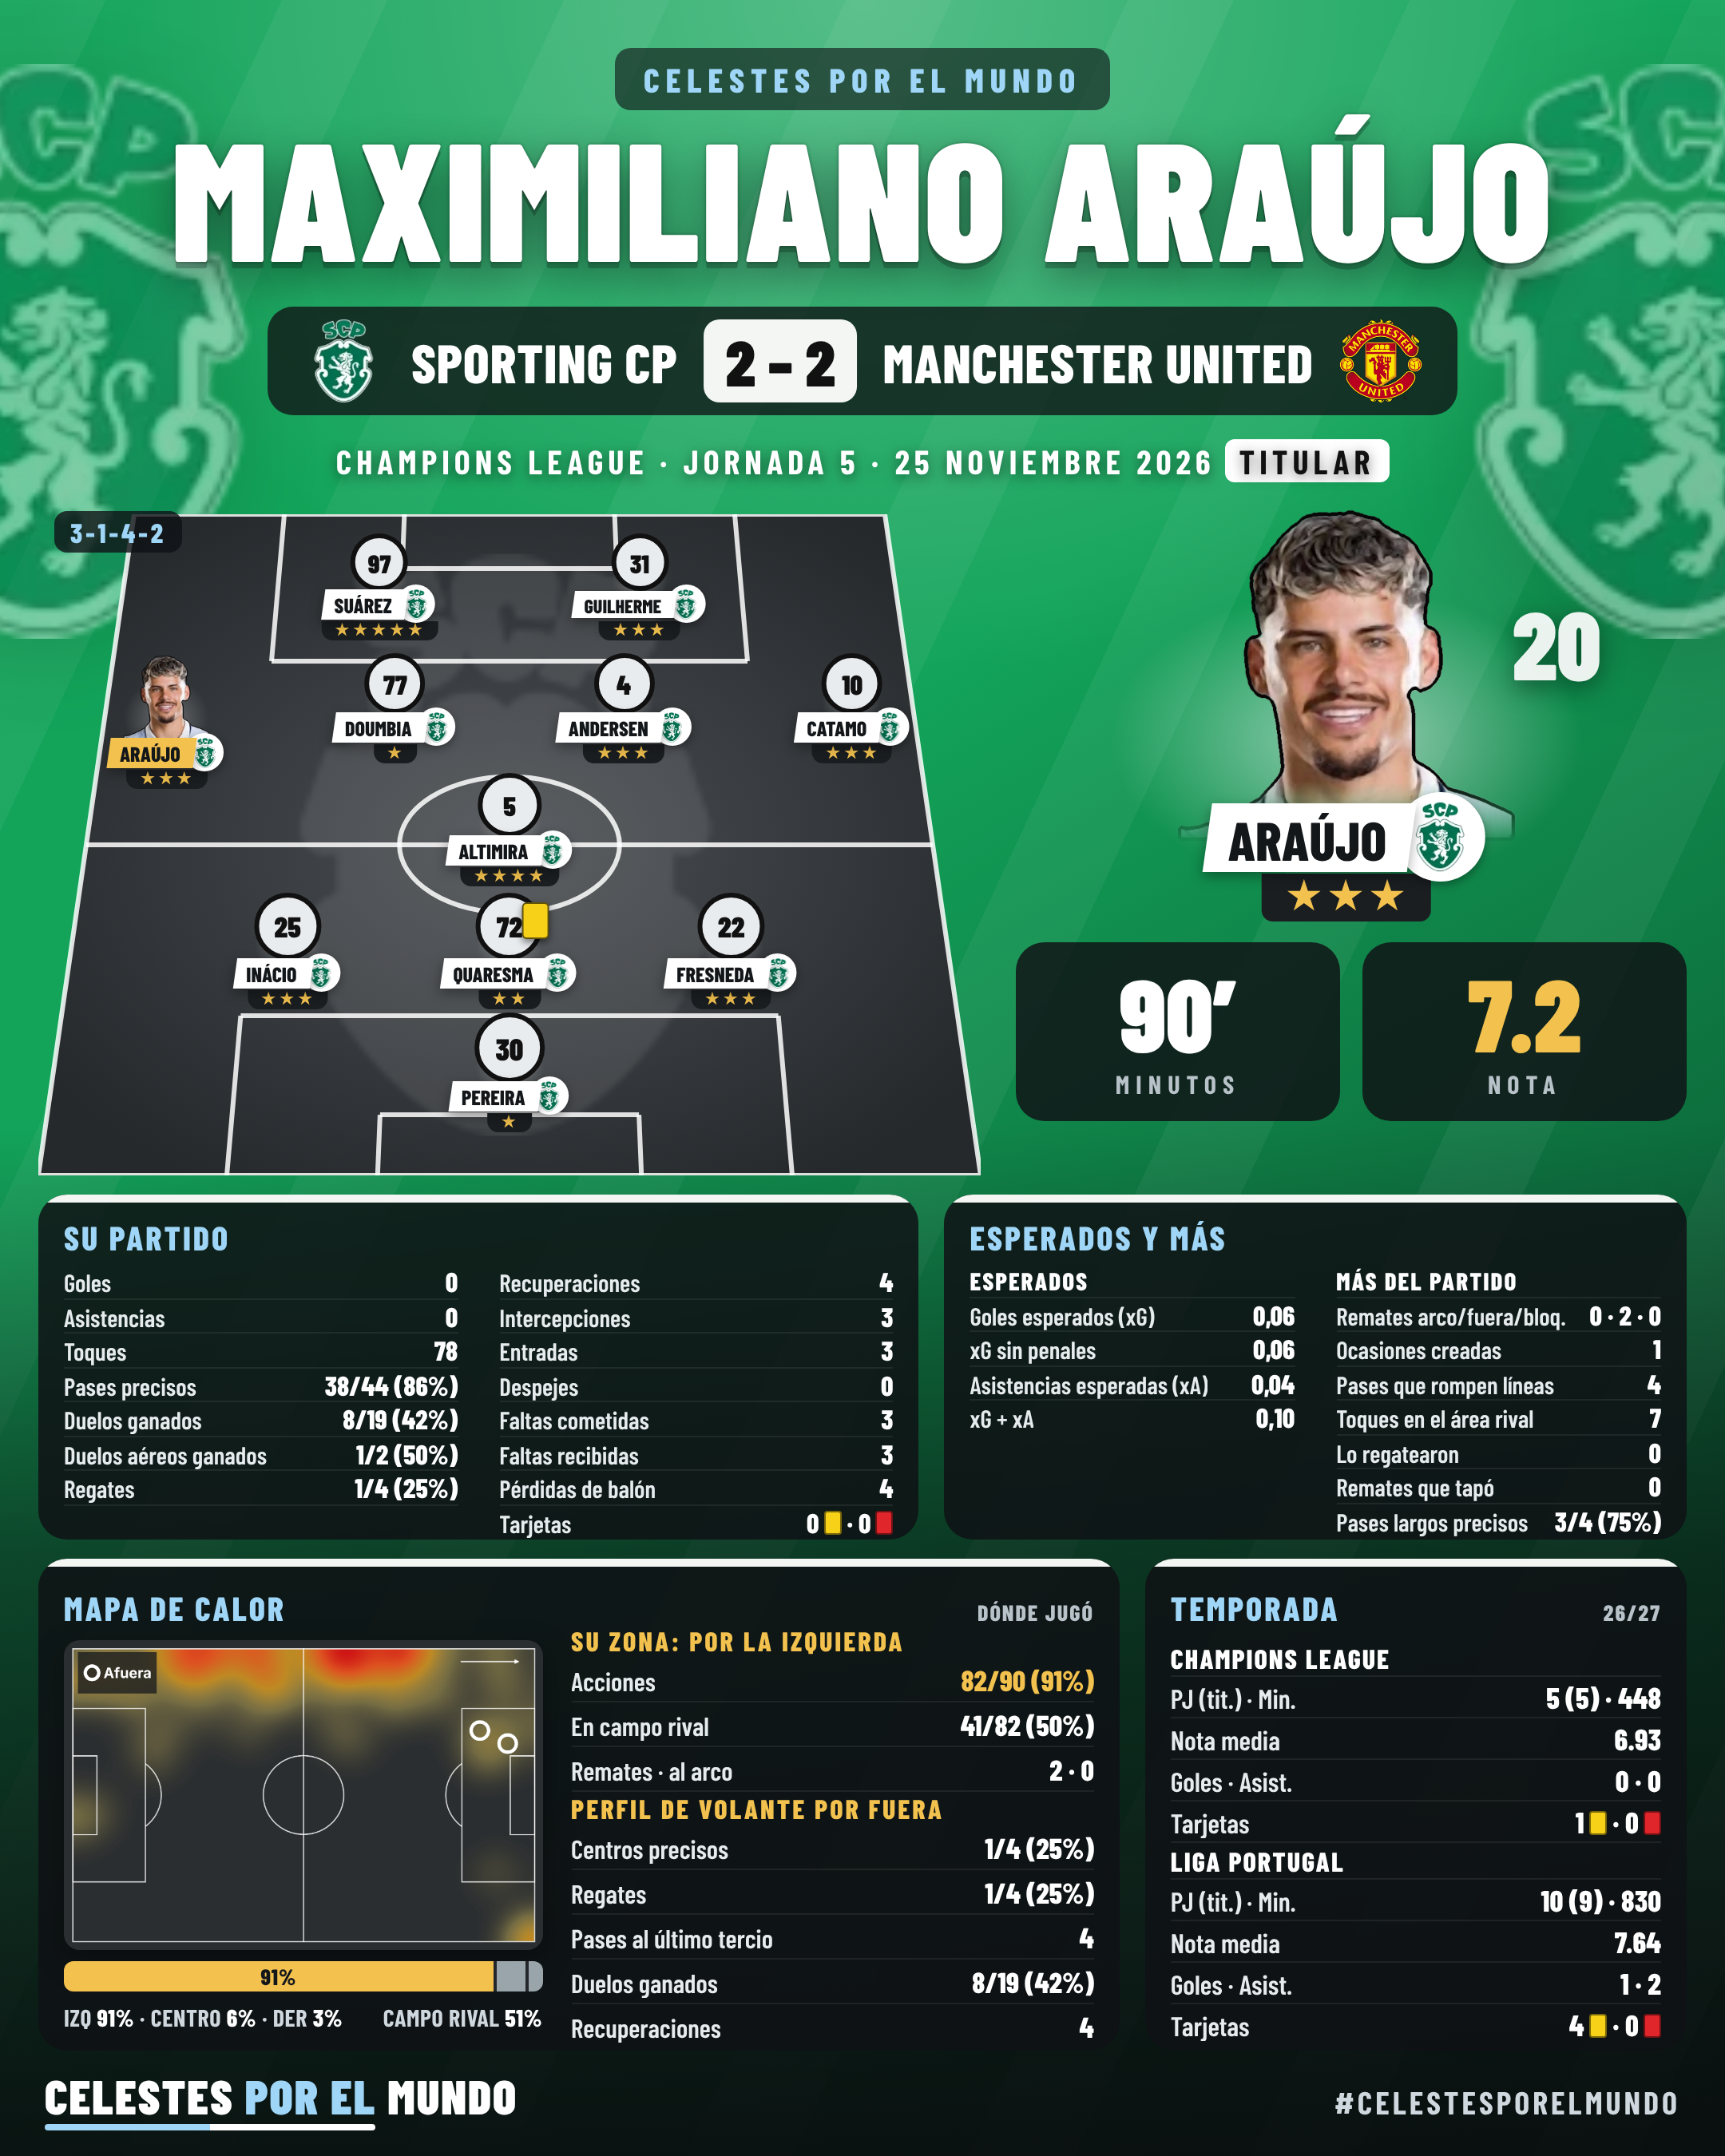 CELESTES POR EL MUNDO
MAXIMILIANO ARAÚJO
SCP
SPORTING CP 2 - 2 MANCHESTER UNITED
MANCHESTER UNITED
CHAMPIONS LEAGUE · JORNADA 5 · 25 NOVIEMBRE 2026 TITULAR
3-1-4-2
97 31
SUÁREZ GUILHERME
77 4 10
ARAÚJO DOUMBIA ANDERSEN CATAMO
5
ALTIMIRA
25 72 22
INÁCIO QUARESMA FRESNEDA
30
PEREIRA
20
ARAÚJO
SCP
90′ 7.2
MINUTOS NOTA
SU PARTIDO
Goles 0
Asistencias 0
Toques 78
Pases precisos 38/44 (86%)
Duelos ganados 8/19 (42%)
Duelos aéreos ganados 1/2 (50%)
Regates 1/4 (25%)
Recuperaciones 4
Intercepciones 3
Entradas 3
Despejes 0
Faltas cometidas 3
Faltas recibidas 3
Pérdidas de balón 4
Tarjetas 0 · 0
ESPERADOS Y MÁS
ESPERADOS
Goles esperados (xG) 0,06
xG sin penales 0,06
Asistencias esperadas (xA) 0,04
xG + xA 0,10
MÁS DEL PARTIDO
Remates arco/fuera/bloq. 0 · 2 · 0
Ocasiones creadas 1
Pases que rompen líneas 4
Toques en el área rival 7
Lo regatearon 0
Remates que tapó 0
Pases largos precisos 3/4 (75%)
MAPA DE CALOR DÓNDE JUGÓ
Afuera
91%
IZQ 91% · CENTRO 6% · DER 3% CAMPO RIVAL 51%
SU ZONA: POR LA IZQUIERDA
Acciones 82/90 (91%)
En campo rival 41/82 (50%)
Remates · al arco 2 · 0
PERFIL DE VOLANTE POR FUERA
Centros precisos 1/4 (25%)
Regates 1/4 (25%)
Pases al último tercio 4
Duelos ganados 8/19 (42%)
Recuperaciones 4
TEMPORADA 26/27
CHAMPIONS LEAGUE
PJ (tit.) · Min. 5 (5) · 448
Nota media 6.93
Goles · Asist. 0 · 0
Tarjetas 1 · 0
LIGA PORTUGAL
PJ (tit.) · Min. 10 (9) · 830
Nota media 7.64
Goles · Asist. 1 · 2
Tarjetas 4 · 0
CELESTES POR EL MUNDO
#CELESTESPORELMUNDO